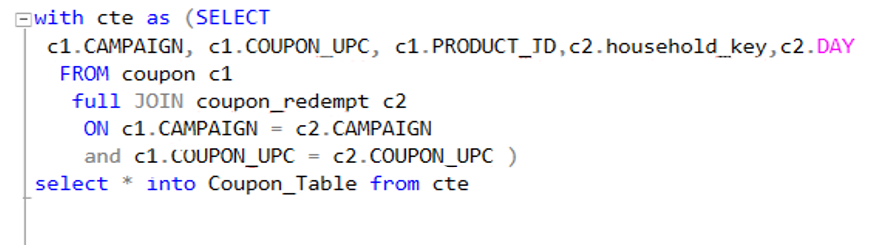 with cte as (SELECT
c1.CAMPAIGN, c1.COUPON_UPC, c1.PRODUCT_ID,c2.household_key,c2.DAY
FROM coupon c1
full JOIN coupon_redempt c2
ON c1.CAMPAIGN = c2.CAMPAIGN
and c1.COUPON_UPC = c2.COUPON_UPC )
select * into Coupon_Table from cte